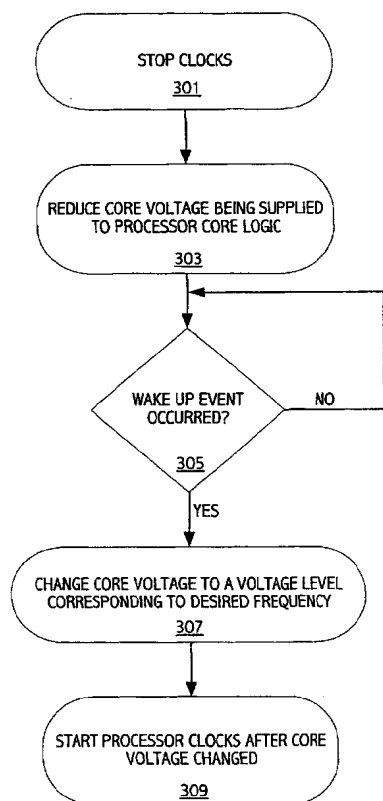 STOP CLOCKS
301
REDUCE CORE VOLTAGE BEING SUPPLIED
TO PROCESSOR CORE LOGIC
303
WAKE UP EVENT
OCCURRED?
305
NO
YES
CHANGE CORE VOLTAGE TO A VOLTAGE LEVEL
CORRESPONDING TO DESIRED FREQUENCY
307
START PROCESSOR CLOCKS AFTER CORE
VOLTAGE CHANGED
309